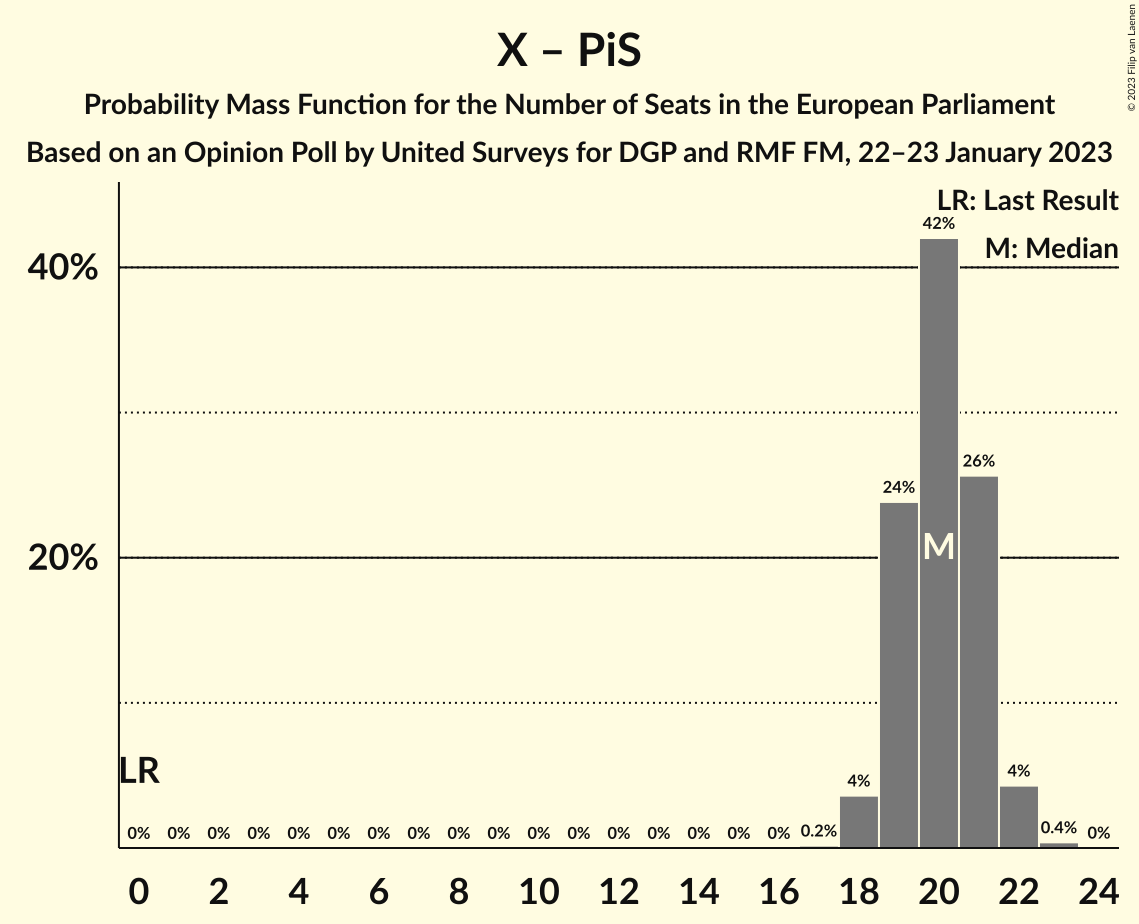 X – PiS
Probability Mass Function for the Number of Seats in the European Parliament
Based on an Opinion Poll by United Surveys for DGP and RMF FM, 22–23 January 2023
© 2023 Filip van Laenen
LR: Last Result
M: Median
40%
20%
42%
26%
24%
M
LR
4%
4%
0% 0% 0% 0% 0% 0% 0% 0% 0% 0% 0% 0% 0% 0% 0% 0% 0% 0.2% 0.4% 0%
0 2 4 6 8 10 12 14 16 18 20 22 24